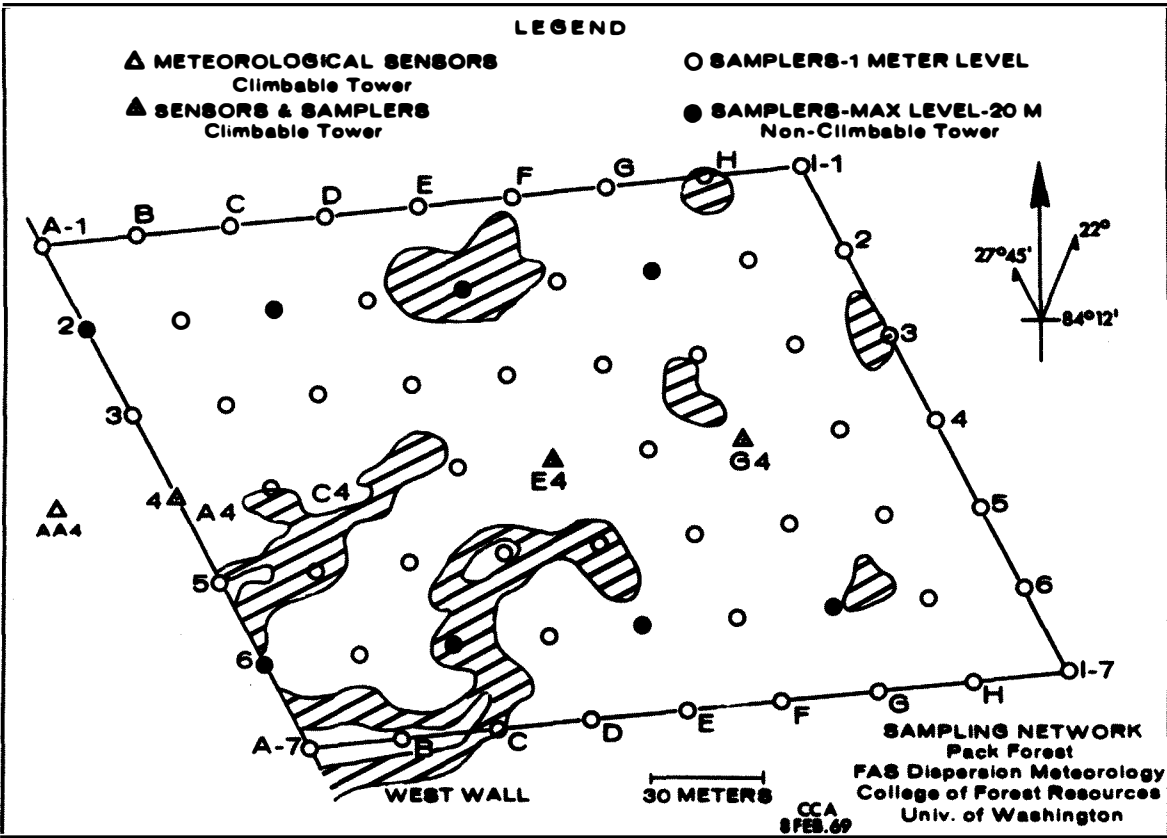 LEGEND
METEOROLOGICAL SENSORS
Climbable Tower
SENSORS & SAMPLERS
Climbable Tower
SAMPLERS-1 METER LEVEL
SAMPLERS-MAX LEVEL-20 M
Non-Climbable Tower
A-1 B C D E F G H I-1
2
22°
27°45'
84°12'
2
3
3
4
C4
E4
G4
4 A4
AA4
5
5
6
6
I-7
A-7 B C D E F G H
WEST WALL
30 METERS
CCA
8 FEB. 69
SAMPLING NETWORK
Pack Forest
FAS Dispersion Meteorology
College of Forest Resources
Univ. of Washington